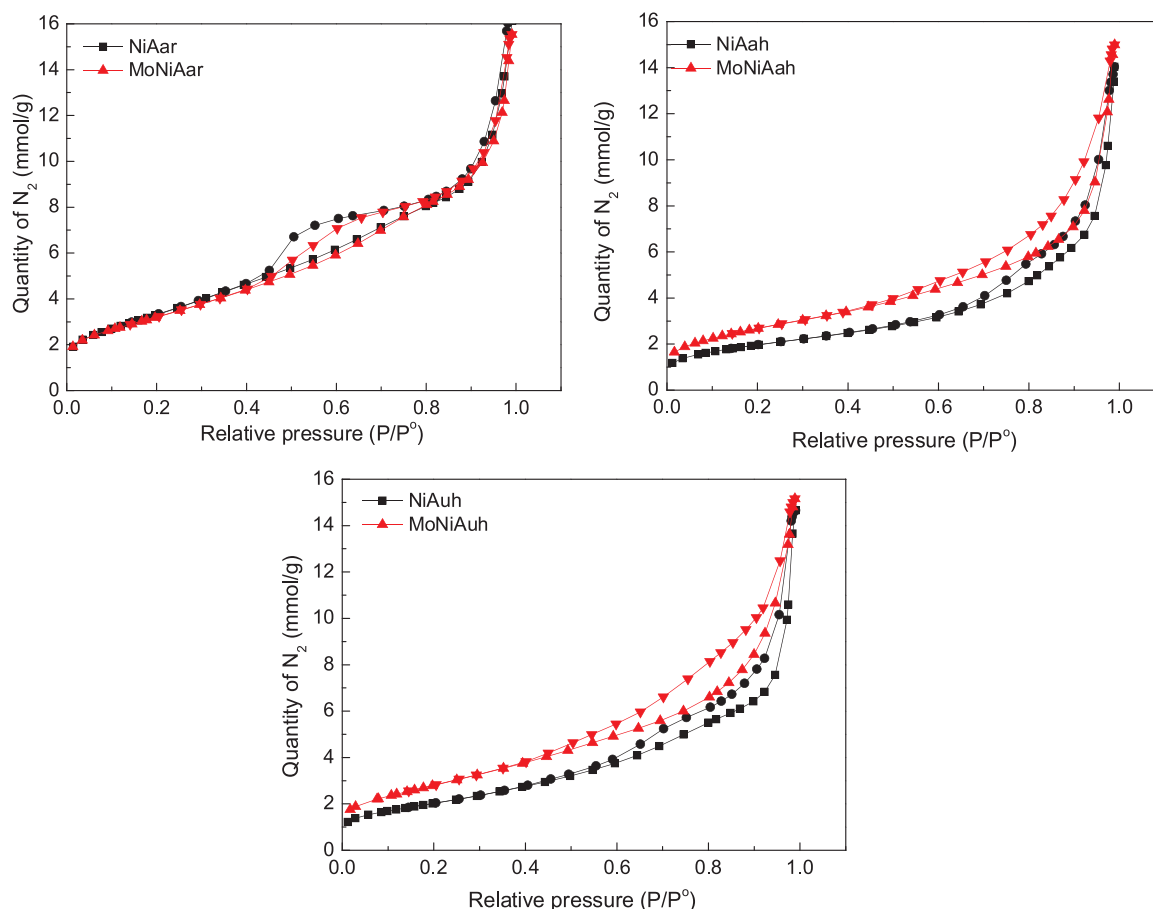 NiAar
MoNiAar
Quantity of N₂ (mmol/g)
16
14
12
10
8
6
4
2
0
0.0 0.2 0.4 0.6 0.8 1.0
Relative pressure (P/P°)
NiAah
MoNiAah
Quantity of N₂ (mmol/g)
16
14
12
10
8
6
4
2
0
0.0 0.2 0.4 0.6 0.8 1.0
Relative pressure (P/P°)
NiAuh
MoNiAuh
Quantity of N₂ (mmol/g)
16
14
12
10
8
6
4
2
0
0.0 0.2 0.4 0.6 0.8 1.0
Relative pressure (P/P°)